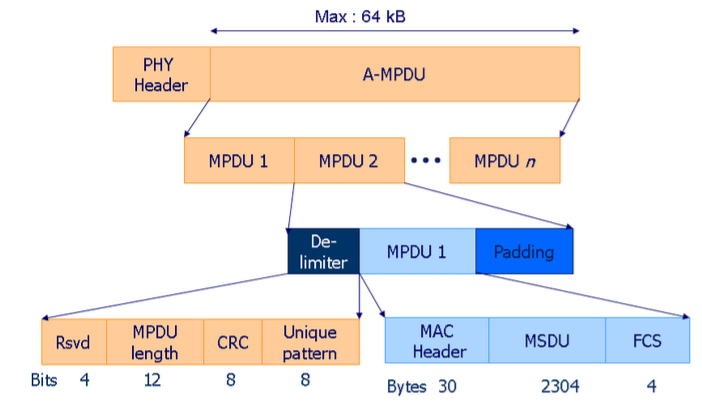 Max : 64 kB
PHY
Header
A-MPDU
MPDU 1
MPDU 2
MPDU n
De-
limiter
MPDU 1
Padding
Rsvd
MPDU
length
CRC
Unique
pattern
MAC
Header
MSDU
FCS
Bits 4 12 8 8
Bytes 30 2304 4